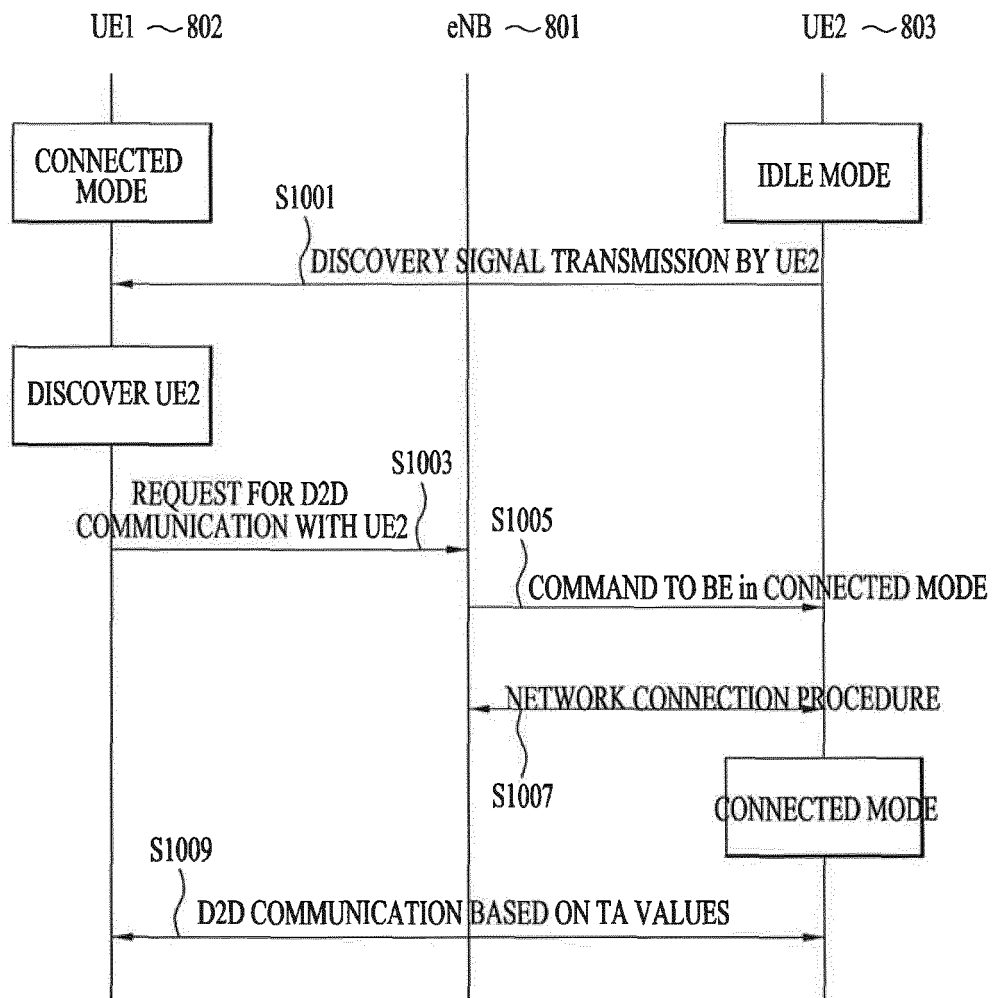 UE1 ~802
eNB ~801
UE2 ~803
CONNECTED
MODE
IDLE MODE
S1001
DISCOVERY SIGNAL TRANSMISSION BY UE2
DISCOVER UE2
S1003
REQUEST FOR D2D
COMMUNICATION WITH UE2
S1005
COMMAND TO BE in CONNECTED MODE
NETWORK CONNECTION PROCEDURE
S1007
CONNECTED MODE
S1009
D2D COMMUNICATION BASED ON TA VALUES